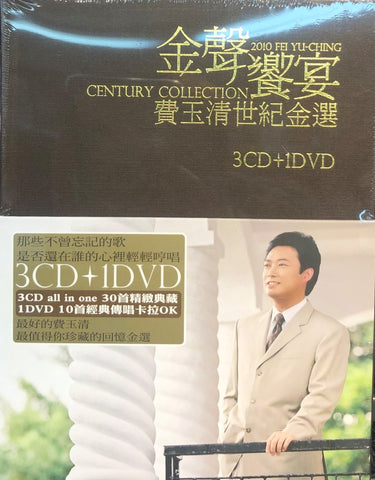 金聲
2010 FEI YU-CHING
饗宴
CENTURY COLLECTION
費玉清世紀金選
3CD+1DVD
那些不曾忘記的歌
是否還在誰的心裡輕輕哼唱
3CD+1DVD
3CD all in one 30首精緻典藏
1DVD 10首經典傳唱卡拉OK
最好的費玉清
最值得你珍藏的回憶金選